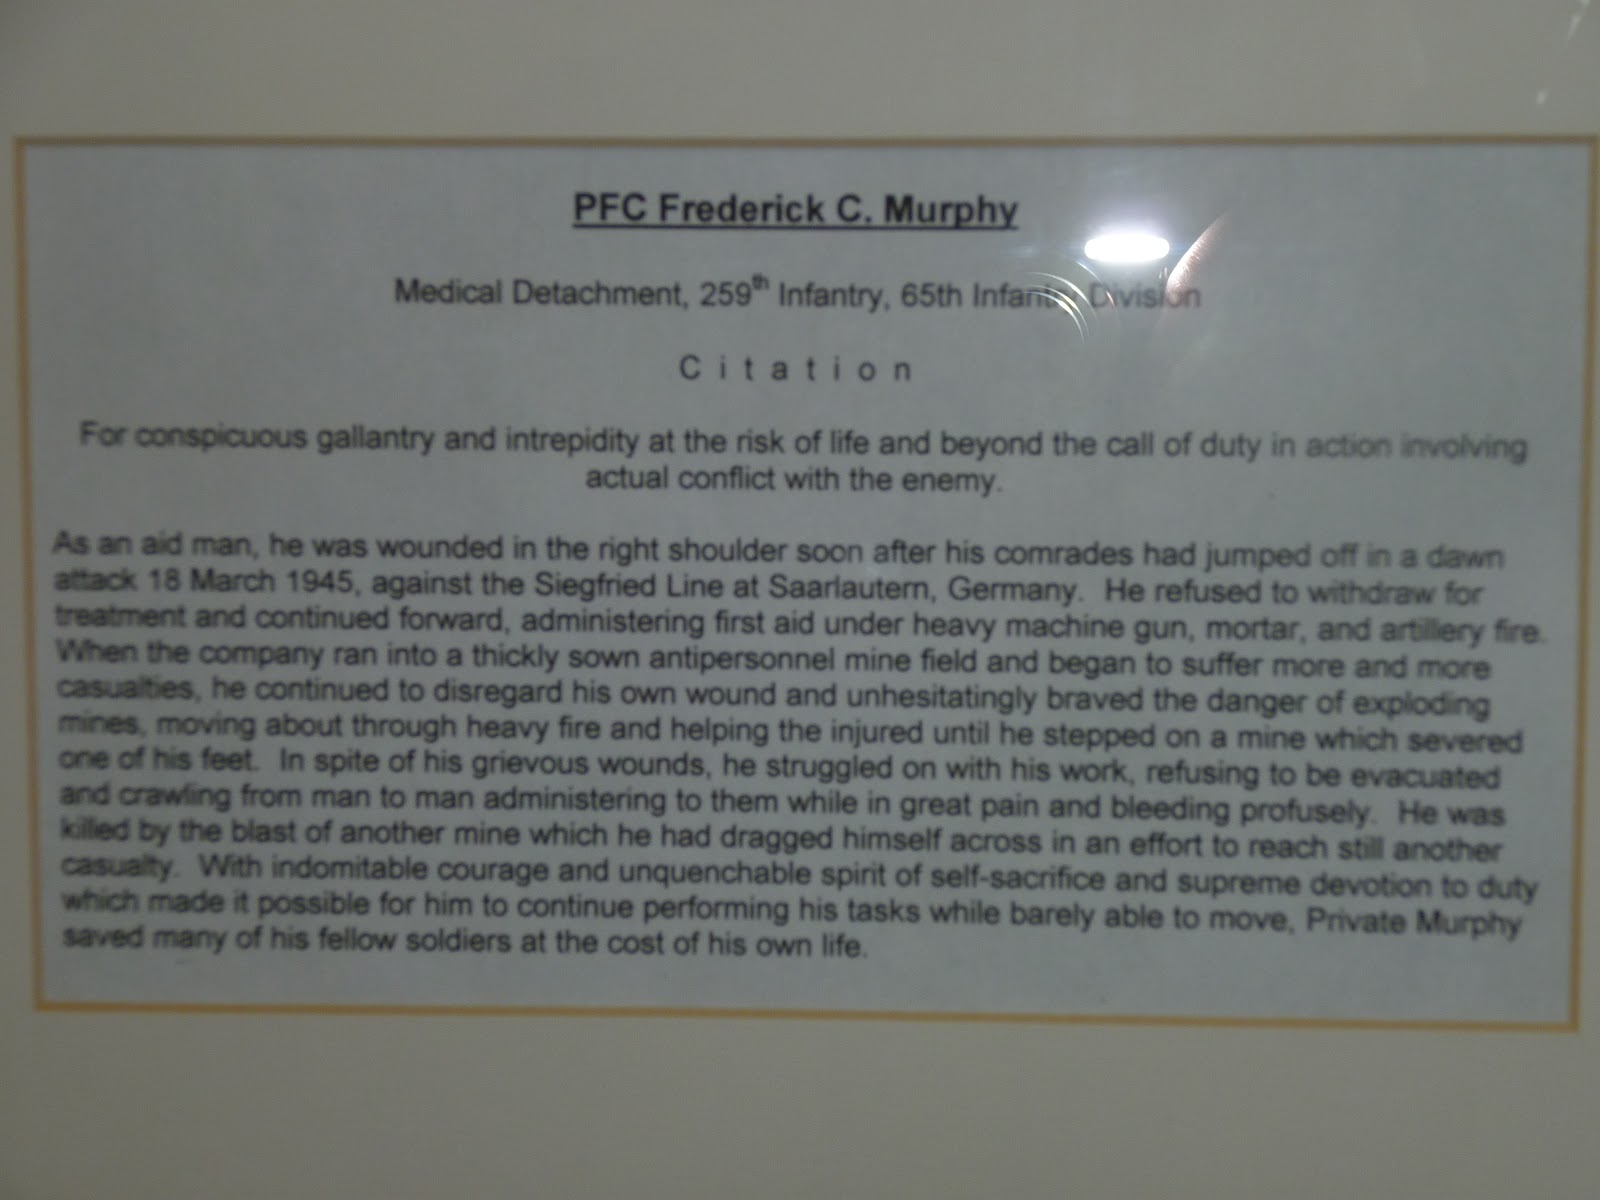 PFC Frederick C. Murphy
Medical Detachment, 259th Infantry, 65th Infantry Division
Citation
For conspicuous gallantry and intrepidity at the risk of life and beyond the call of duty in action involving
actual conflict with the enemy.
As an aid man, he was wounded in the right shoulder soon after his comrades had jumped off in a dawn
attack 18 March 1945, against the Siegfried Line at Saarlautern, Germany. He refused to withdraw for
treatment and continued forward, administering first aid under heavy machine gun, mortar, and artillery fire.
When the company ran into a thickly sown antipersonnel mine field and began to suffer more and more
casualties, he continued to disregard his own wound and unhesitatingly braved the danger of exploding
mines, moving about through heavy fire and helping the injured until he stepped on a mine which severed
one of his feet. In spite of his grievous wounds, he struggled on with his work, refusing to be evacuated
and crawling from man to man administering to them while in great pain and bleeding profusely. He was
killed by the blast of another mine which he had dragged himself across in an effort to reach still another
casualty. With indomitable courage and unquenchable spirit of self-sacrifice and supreme devotion to duty
which made it possible for him to continue performing his tasks while barely able to move, Private Murphy
saved many of his fellow soldiers at the cost of his own life.